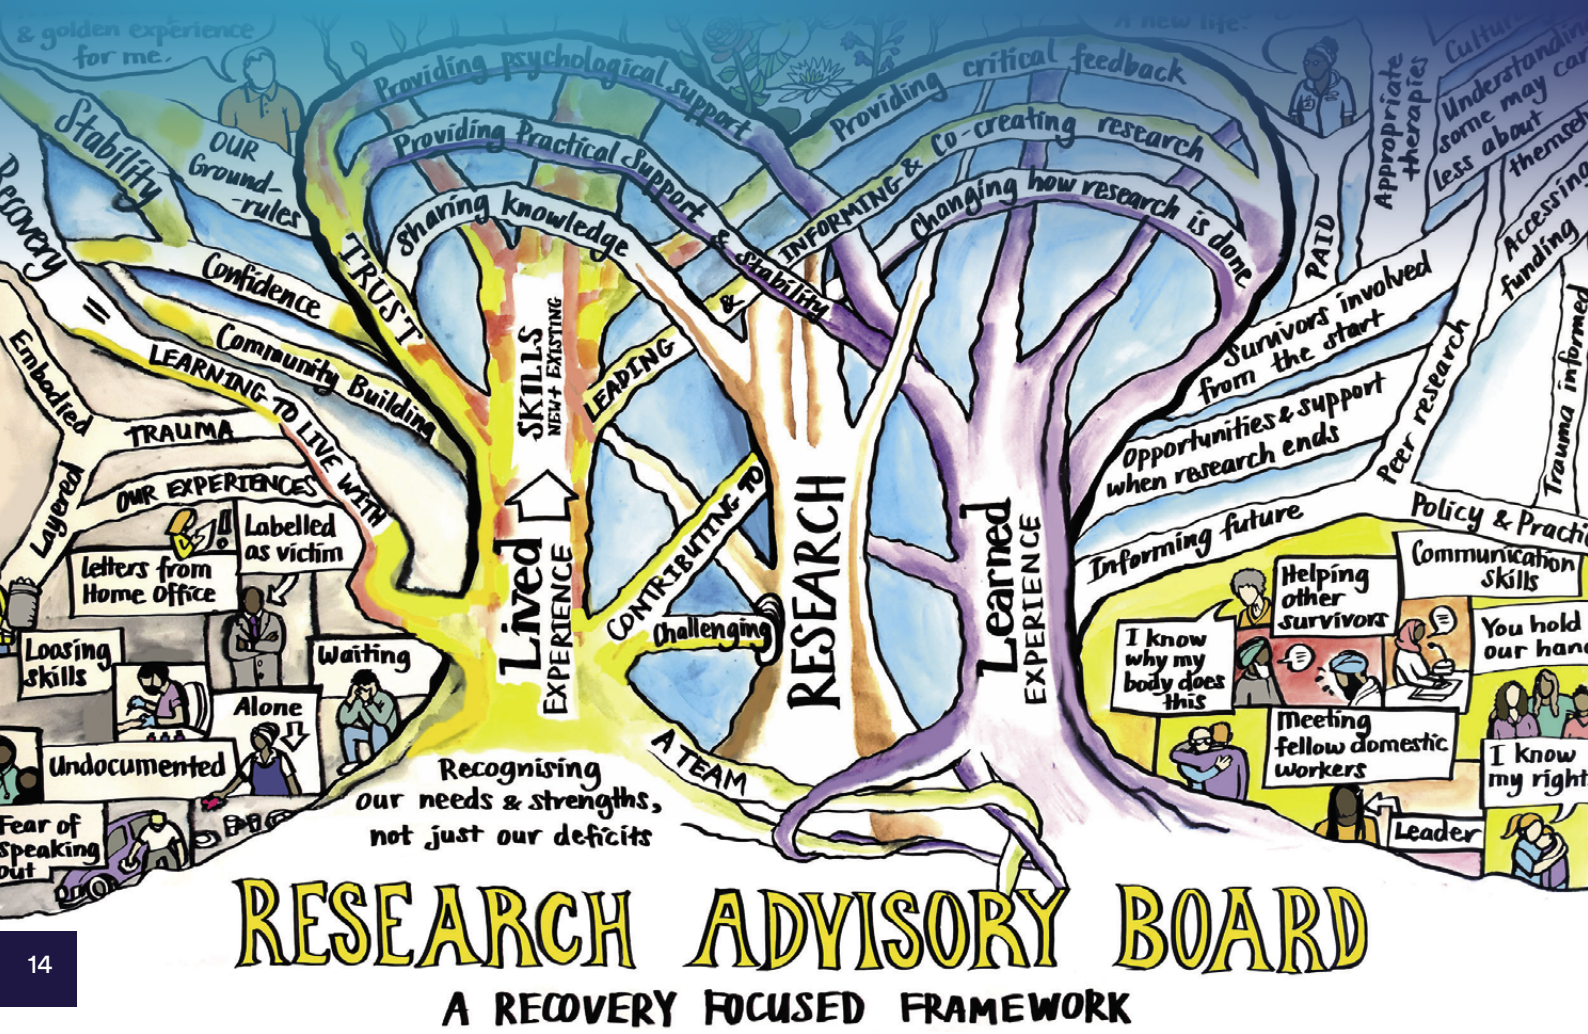 & golden experience
for me.
A new life.
Stability
OUR
Ground-
-rules
Recovery
=
LEARNING TO LIVE WITH
Confidence
Community Building
Embodied
Layered
TRAUMA
OUR EXPERIENCES
Letters from
Home Office
Labelled
as victim
Loosing
skills
Waiting
Alone
Undocumented
Fear of
speaking
out
TRUST
Providing psychological support
Providing Practical Support
& Stability
Sharing knowledge
Providing critical feedback
Co-creating research
Changing how research is done
LEADING
&
INFORMING &
SKILLS
NEW + EXISTING
Lived
EXPERIENCE
CONTRIBUTING TO
Challenging
RESEARCH
Learned
EXPERIENCE
A TEAM
Recognising
our needs & strengths,
not just our deficits
PAID
Appropriate
therapies
Understanding
some may
less about
Accessing
funding
Survivors involved
from the start
Opportunities & support
when research ends
Informing future
Peer research
Trauma informed
Policy &
Communication
skills
Helping
other
survivors
I know
why my
body does
this
You hold
our
Meeting
fellow domestic
workers
I know
my
Leader
RESEARCH ADVISORY BOARD
A RECOVERY FOCUSED FRAMEWORK
14